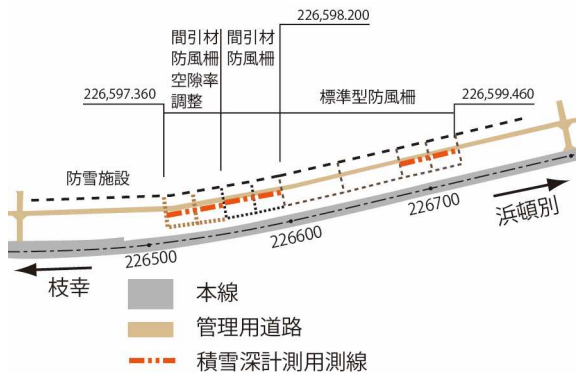 間引材
防風柵
空隙率
調整
間引材
防風柵
226,598.200
226,597.360
標準型防風柵
226,599.460
防雪施設
浜頓別
226700
226600
226500
枝幸
本線
管理用道路
積雪深計測用測線